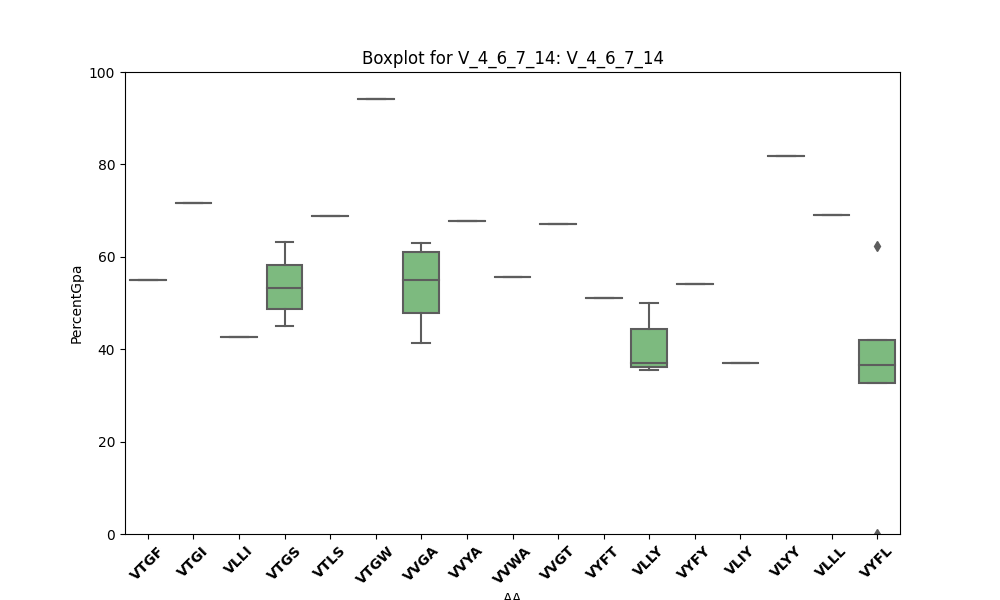 Boxplot for V_4_6_7_14: V_4_6_7_14
100
80
60
40
20
0
PercentGpa
VTGF VTGI VLLI VTGS VTLS VTGW VVGA VVYA VVWA VVGT VYFT VLLY VYFY VLIY VLYY VLLL VYFL
AA